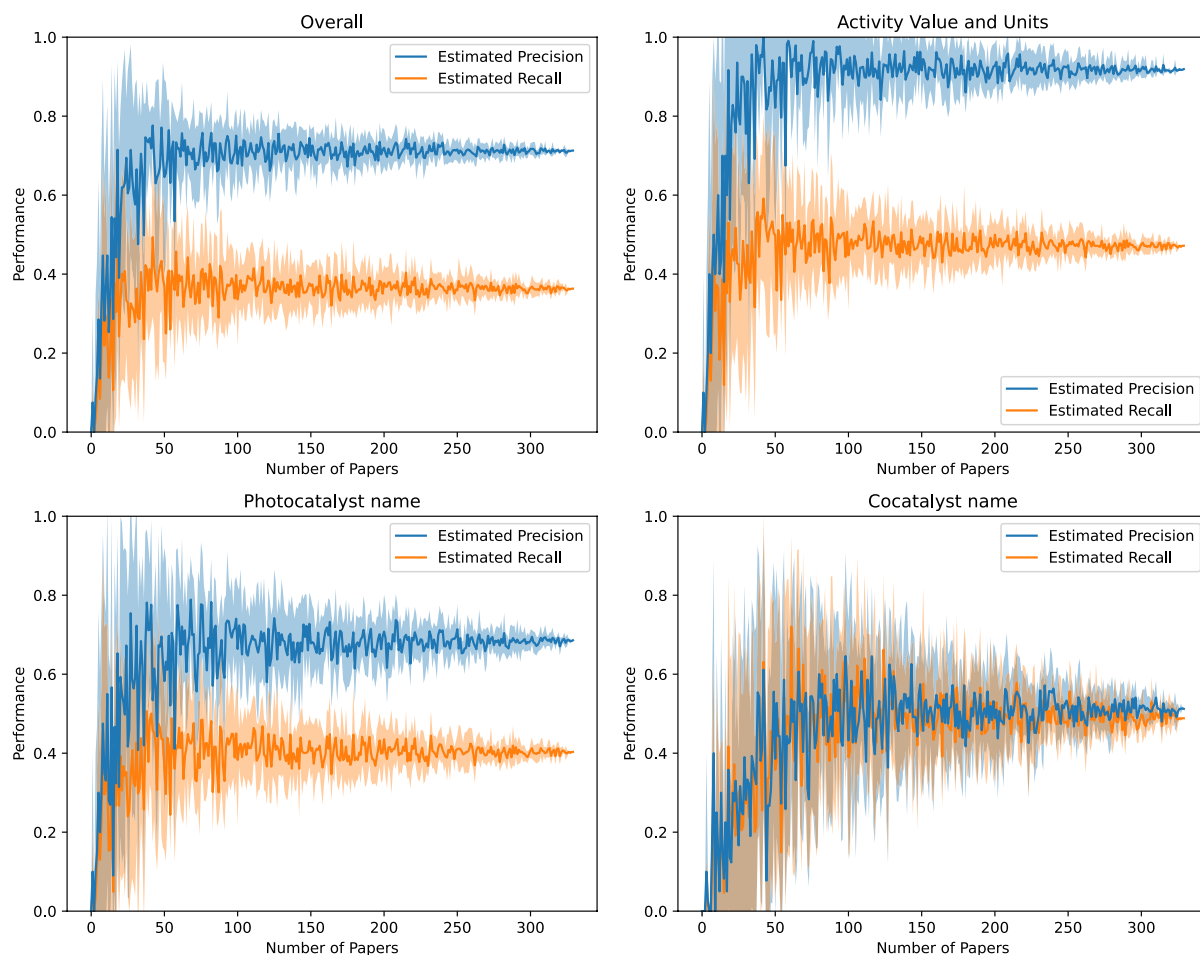 Overall
1.0
0.8
0.6
0.4
0.2
0.0
Performance
Estimated Precision
Estimated Recall
0 50 100 150 200 250 300
Number of Papers
Activity Value and Units
1.0
0.8
0.6
0.4
0.2
0.0
Performance
Estimated Precision
Estimated Recall
0 50 100 150 200 250 300
Number of Papers
Photocatalyst name
1.0
0.8
0.6
0.4
0.2
0.0
Performance
Estimated Precision
Estimated Recall
0 50 100 150 200 250 300
Number of Papers
Cocatalyst name
1.0
0.8
0.6
0.4
0.2
0.0
Performance
Estimated Precision
Estimated Recall
0 50 100 150 200 250 300
Number of Papers